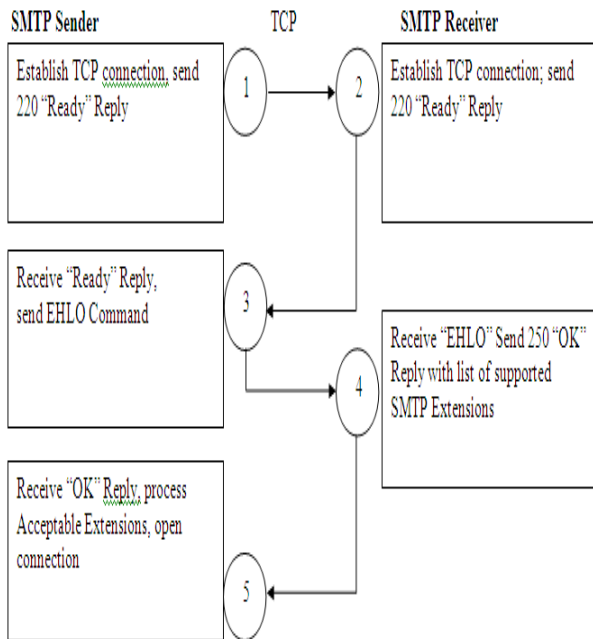 SMTP Sender TCP SMTP Receiver
Establish TCP connection, send
220 “Ready” Reply
1
2
Establish TCP connection; send
220 “Ready” Reply
Receive “Ready” Reply,
send EHLO Command
3
4
Receive “EHLO” Send 250 “OK”
Reply with list of supported
SMTP Extensions
Receive “OK” Reply, process
Acceptable Extensions, open
connection
5